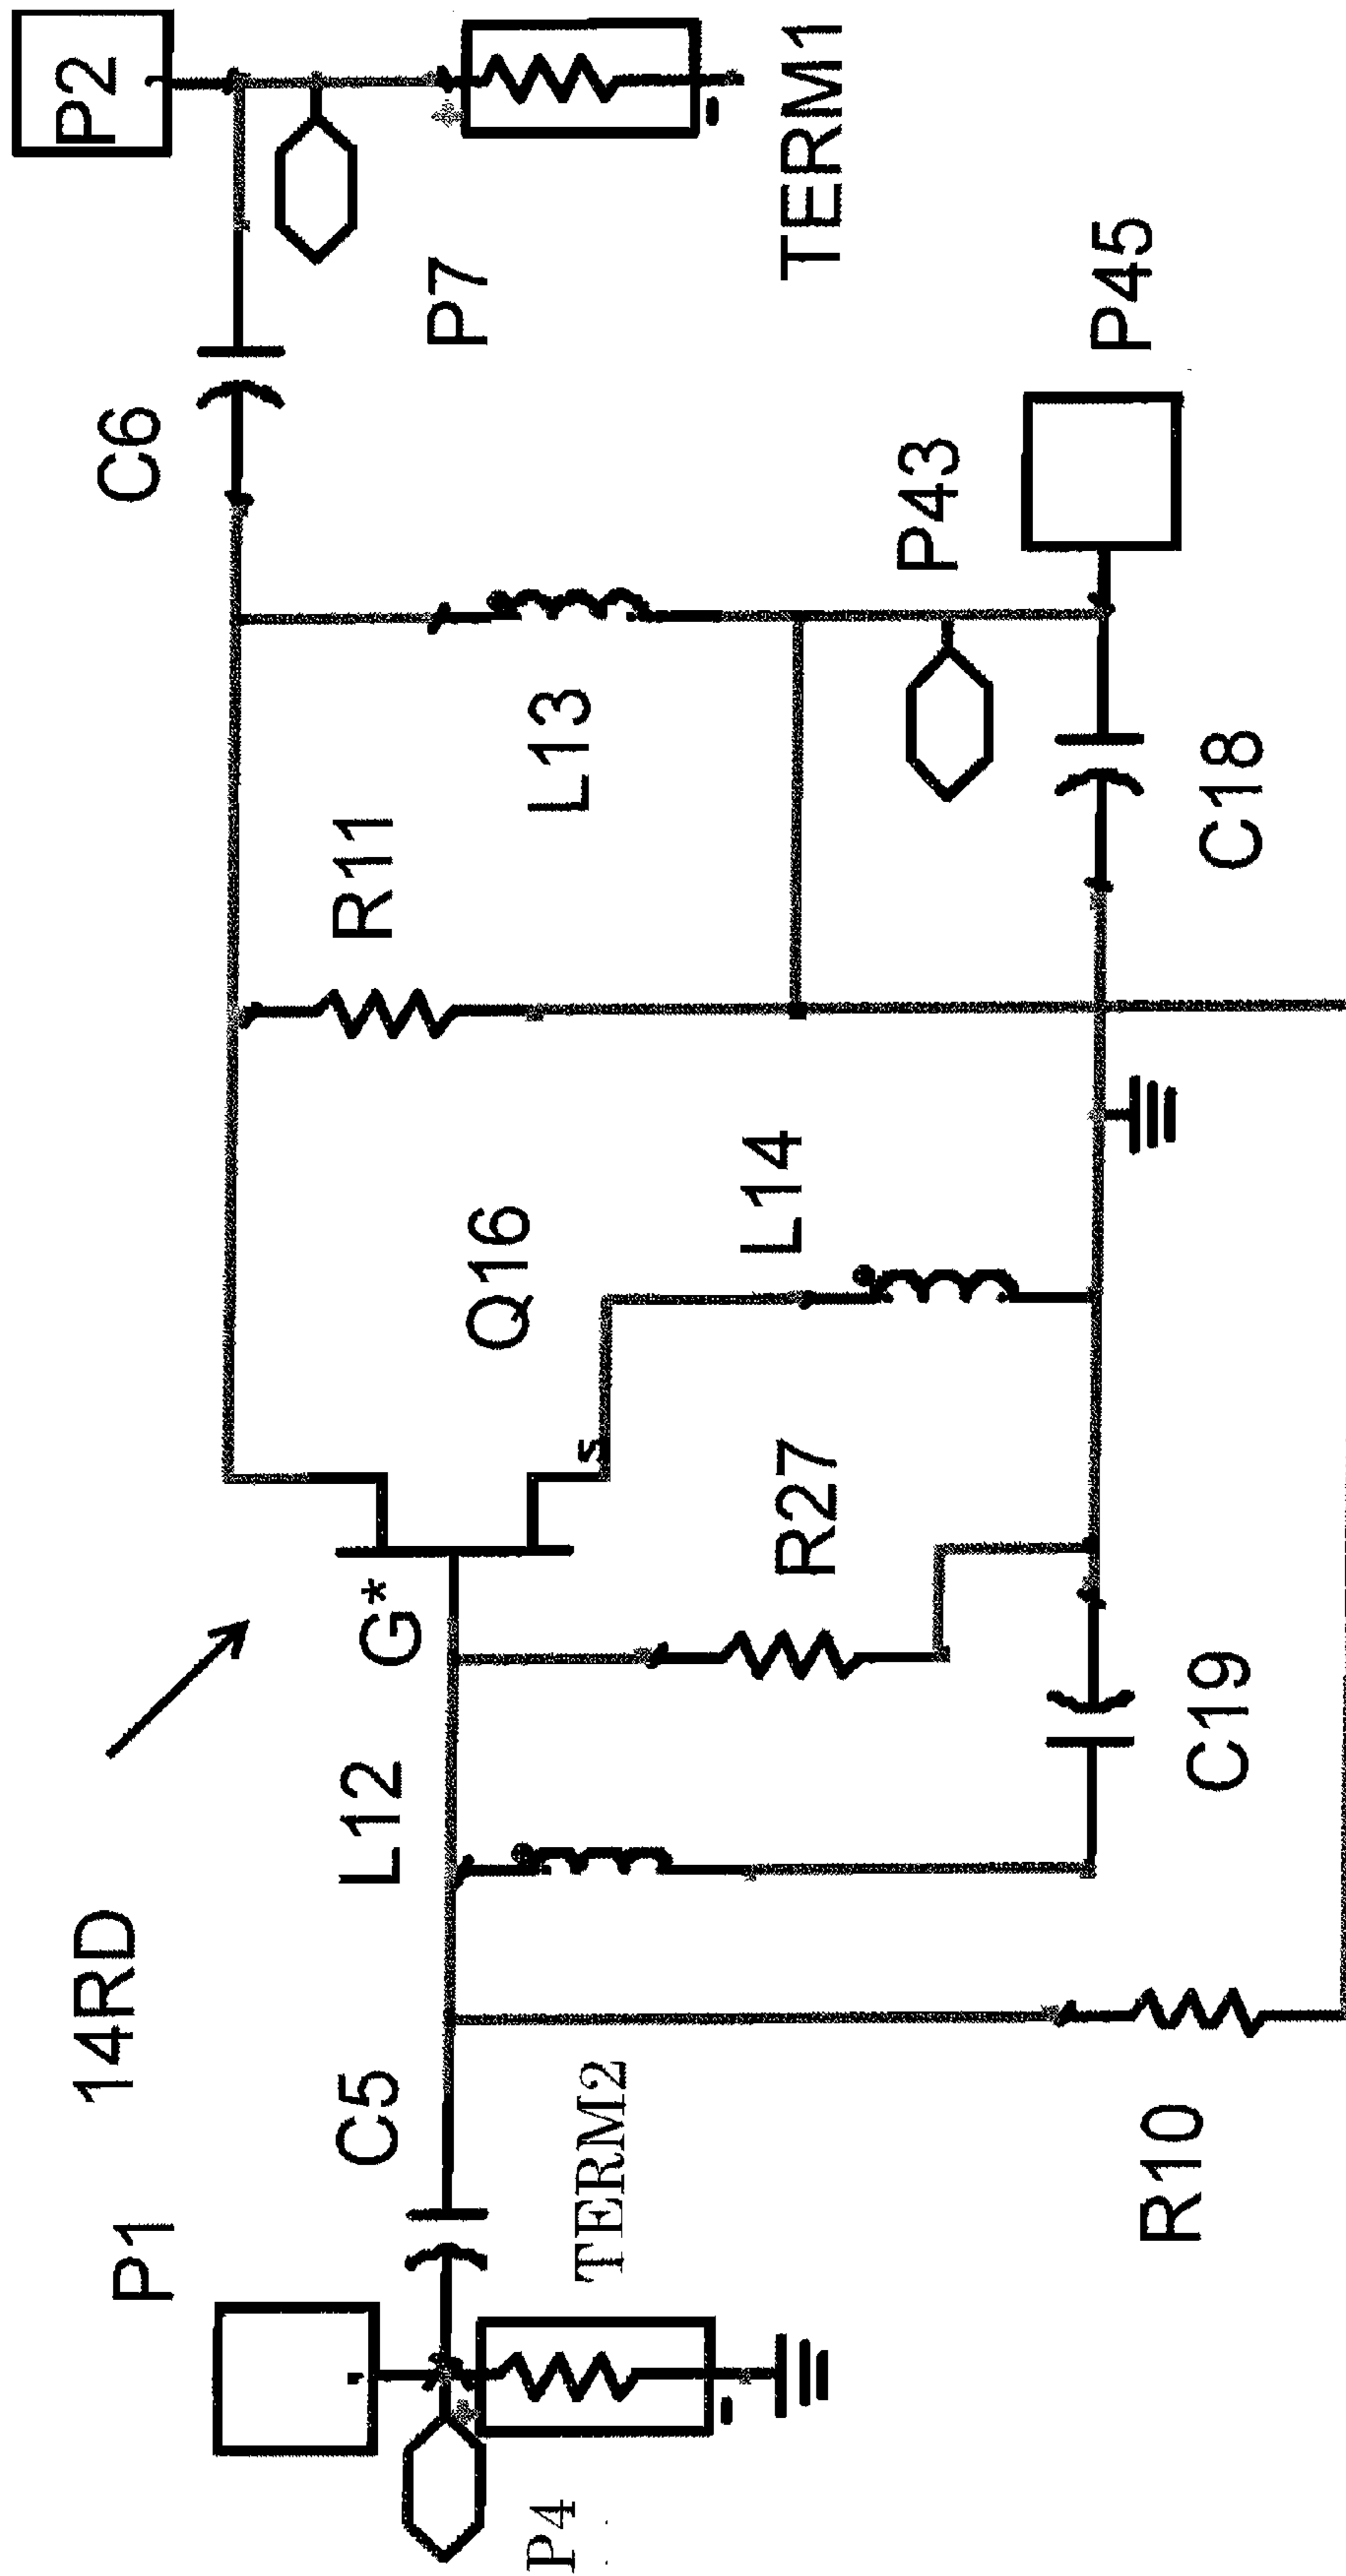 14RD
P1
C5
L12
G*
Q16
R11
C6
P2
P7
L13
TERM2
P4
S
R27
L14
P43
TERM1
P45
R10
C19
C18